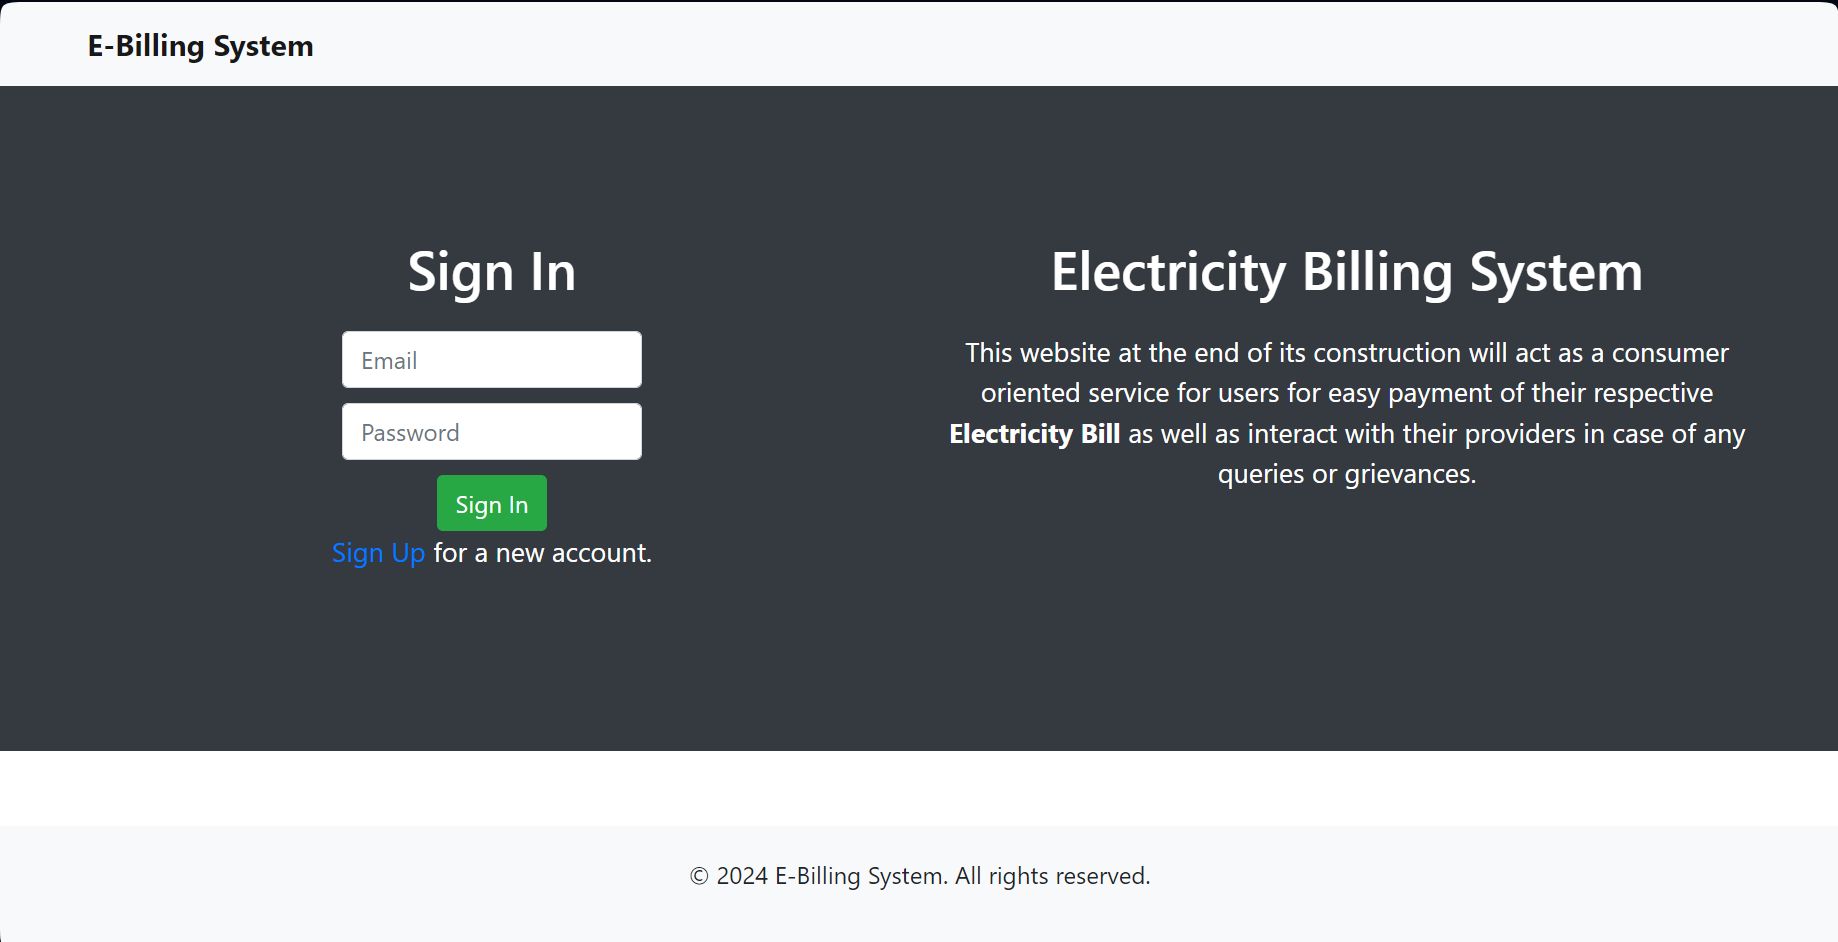 E-Billing System
Sign In
Email
Password
Sign In
Sign Up for a new account.
Electricity Billing System
This website at the end of its construction will act as a consumer
oriented service for users for easy payment of their respective
Electricity Bill as well as interact with their providers in case of any
queries or grievances.
© 2024 E-Billing System. All rights reserved.